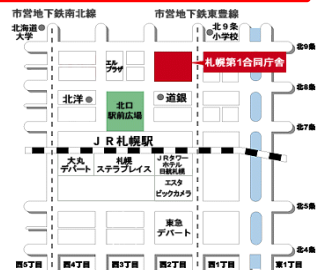 市営地下鉄南北線
市営地下鉄東豊線
北海道
大学
北9条
小学校
北9条
エル
プラザ
札幌第1合同庁舎
北8条
北洋
道銀
北口
駅前広場
北7条
JR札幌駅
大丸
デパート
札幌
ステラプレイス
JRタワー
ホテル
日航札幌
エスタ
ビックカメラ
北5条
東急
デパート
北4条
西5丁目
西4丁目
西3丁目
西2丁目
西1丁目
東1丁目